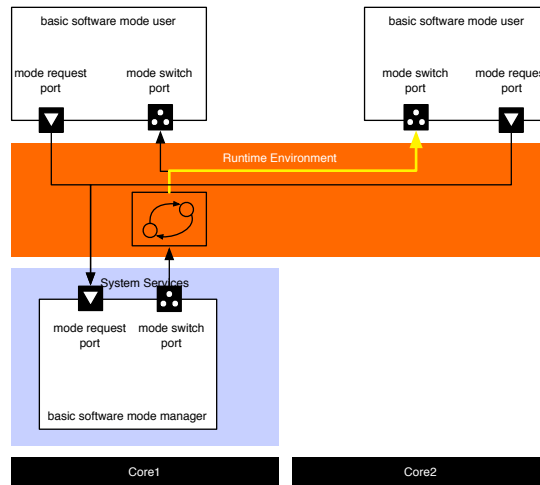 basic software mode user
basic software mode user
mode request
port
mode switch
port
mode switch
port
mode reques
port
Runtime Environment
System Services
mode request
port
mode switch
port
basic software mode manager
Core1
Core2